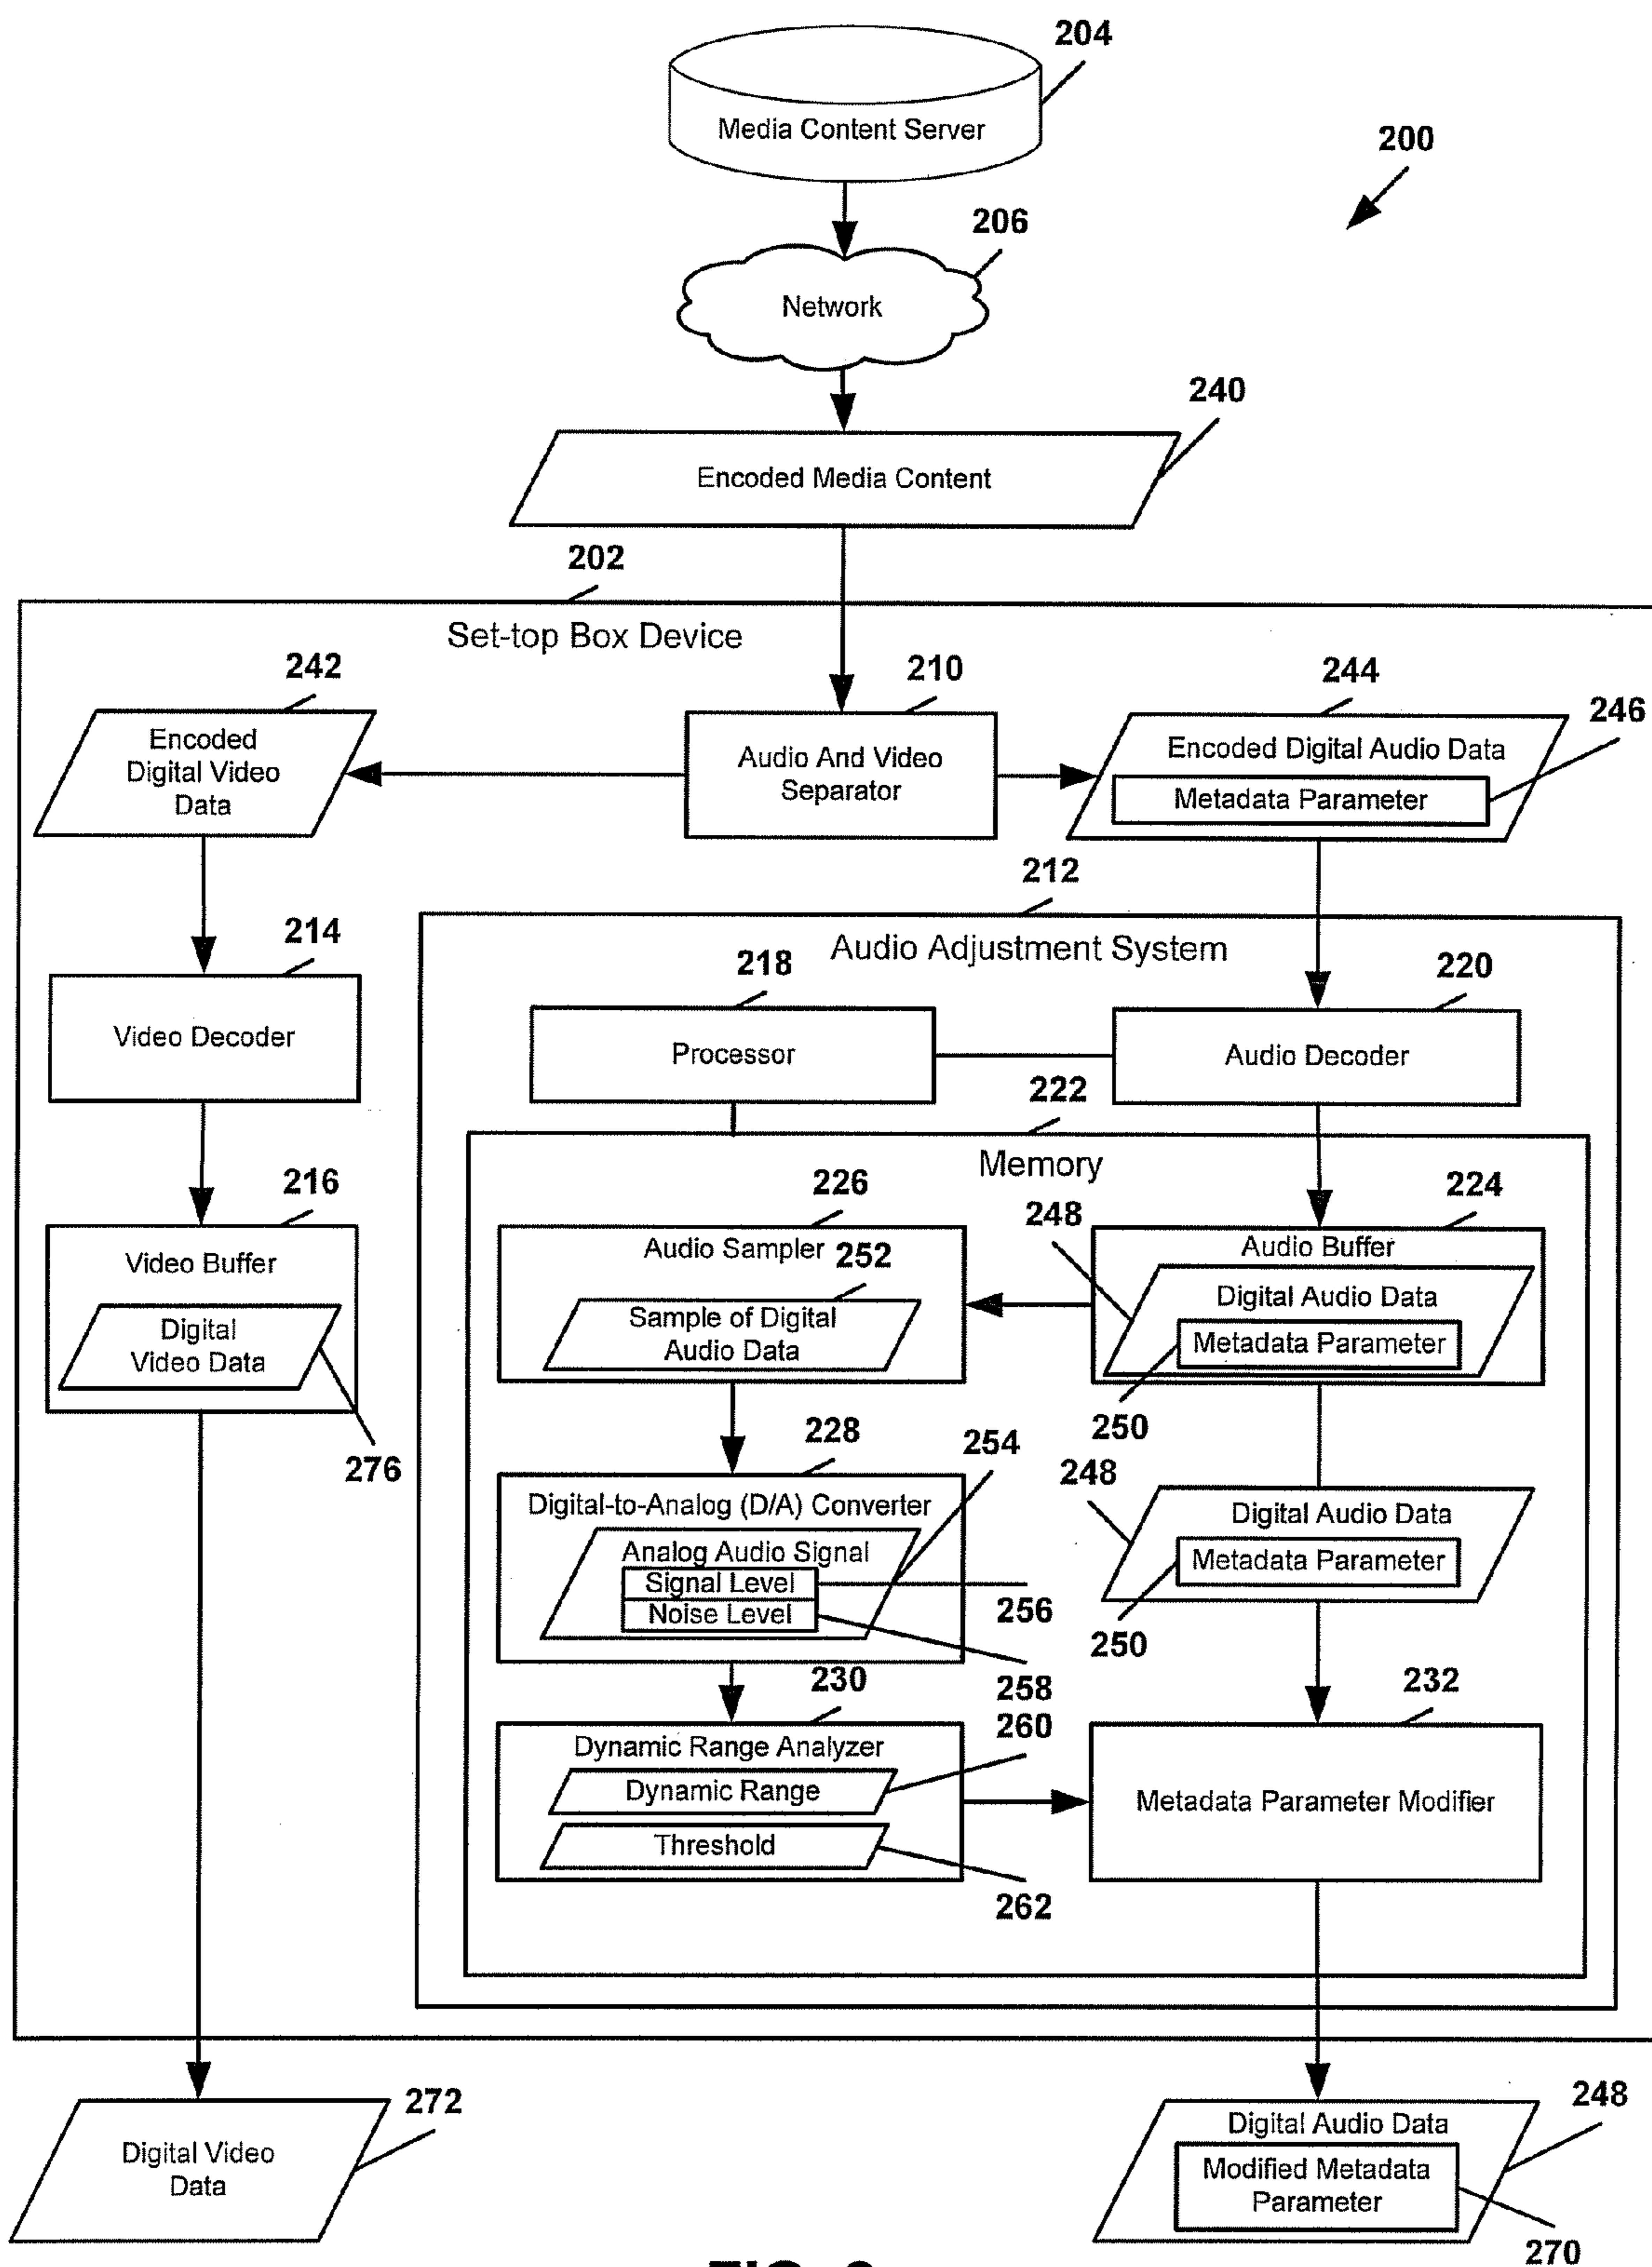 204
Media Content Server
200
206
Network
240
Encoded Media Content
202
Set-top Box Device
242
210
244
246
Encoded
Digital Video
Data
Audio And Video
Separator
Encoded Digital Audio Data
Metadata Parameter
212
Audio Adjustment System
214
218
220
Video Decoder
Processor
Audio Decoder
222
Memory
216
226
248
224
Video Buffer
Audio Sampler
252
Audio Buffer
Digital
Video Data
Sample of Digital
Audio Data
Digital Audio Data
Metadata Parameter
276
228
254
250
248
Digital-to-Analog (D/A) Converter
Analog Audio Signal
Signal Level
Noise Level
256
258
Digital Audio Data
Metadata Parameter
250
230
260
232
Dynamic Range Analyzer
Dynamic Range
Threshold
Metadata Parameter Modifier
262
272
248
Digital Video
Data
Digital Audio Data
Modified Metadata
Parameter
270